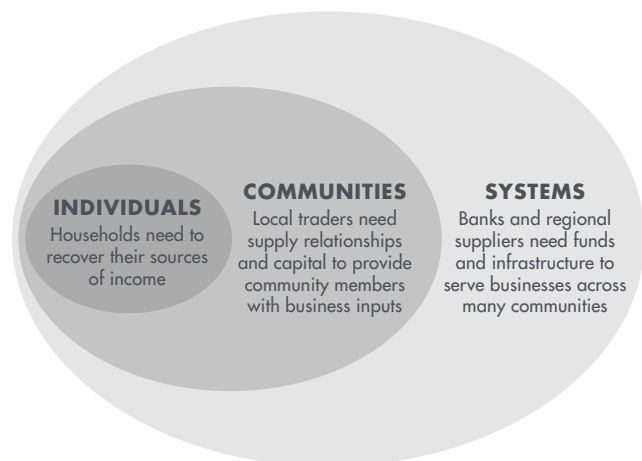 INDIVIDUALS
Households need to
recover their sources
of income
COMMUNITIES
Local traders need
supply relationships
and capital to provide
community members
with business inputs
SYSTEMS
Banks and regional
suppliers need funds
and infrastructure to
serve businesses across
many communities